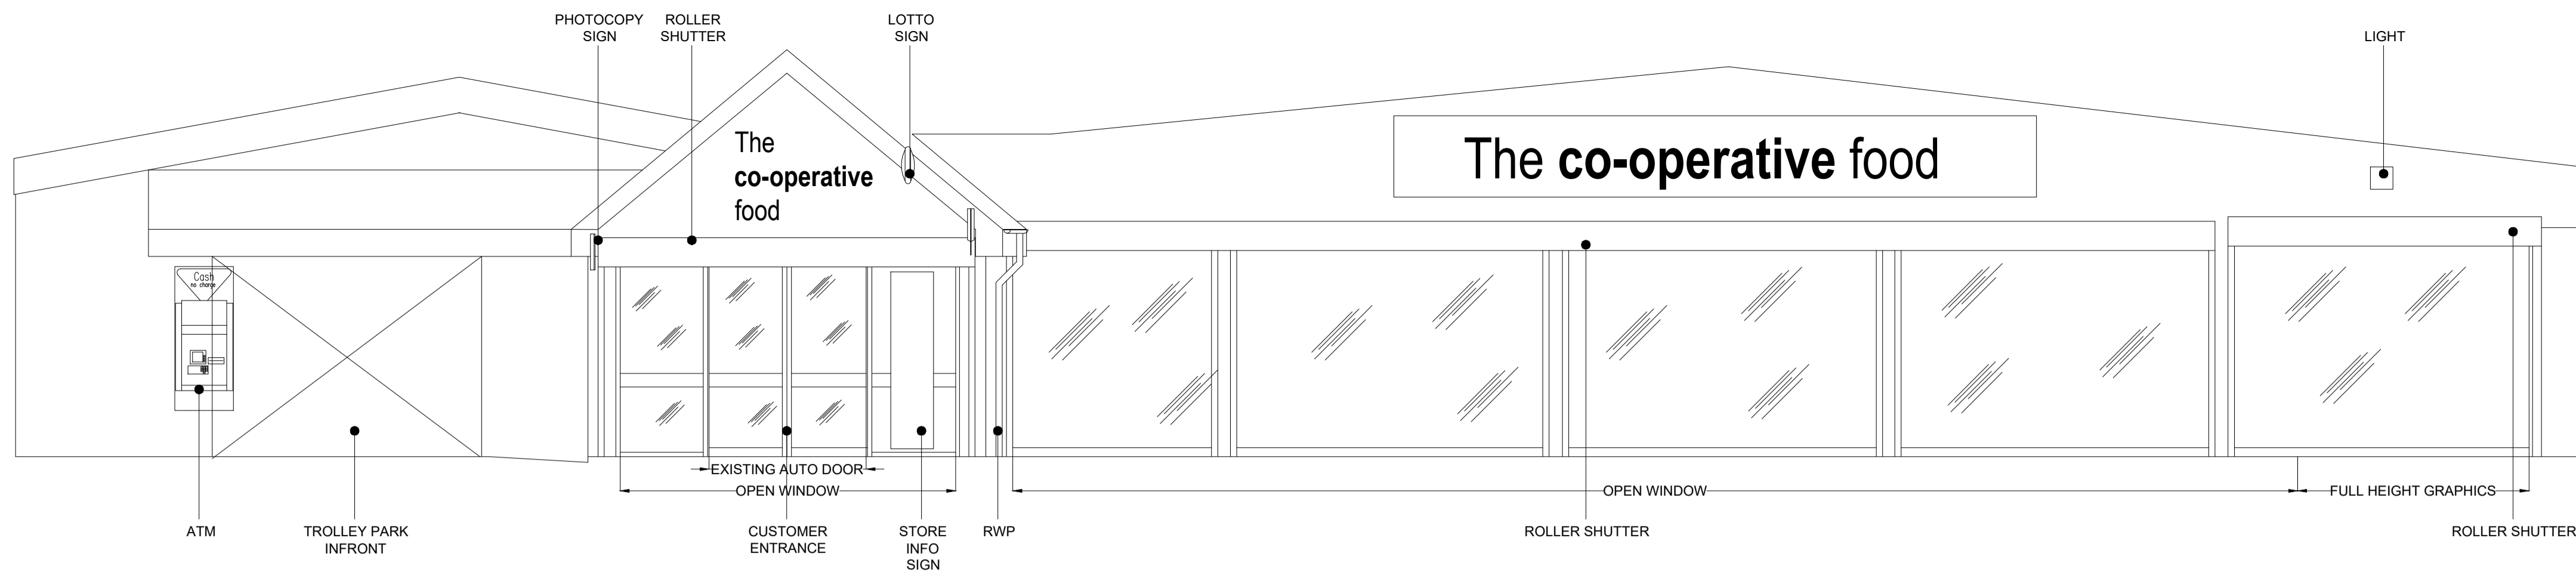 PHOTOCOPY
SIGN
ROLLER
SHUTTER
LOTTO
SIGN
LIGHT
The
co-operative
food
The co-operative food
Cash
no charge
EXISTING AUTO DOOR
OPEN WINDOW
OPEN WINDOW
FULL HEIGHT GRAPHICS
ATM
TROLLEY PARK
INFRONT
CUSTOMER
ENTRANCE
STORE
INFO
SIGN
RWP
ROLLER SHUTTER
ROLLER SHUTTER